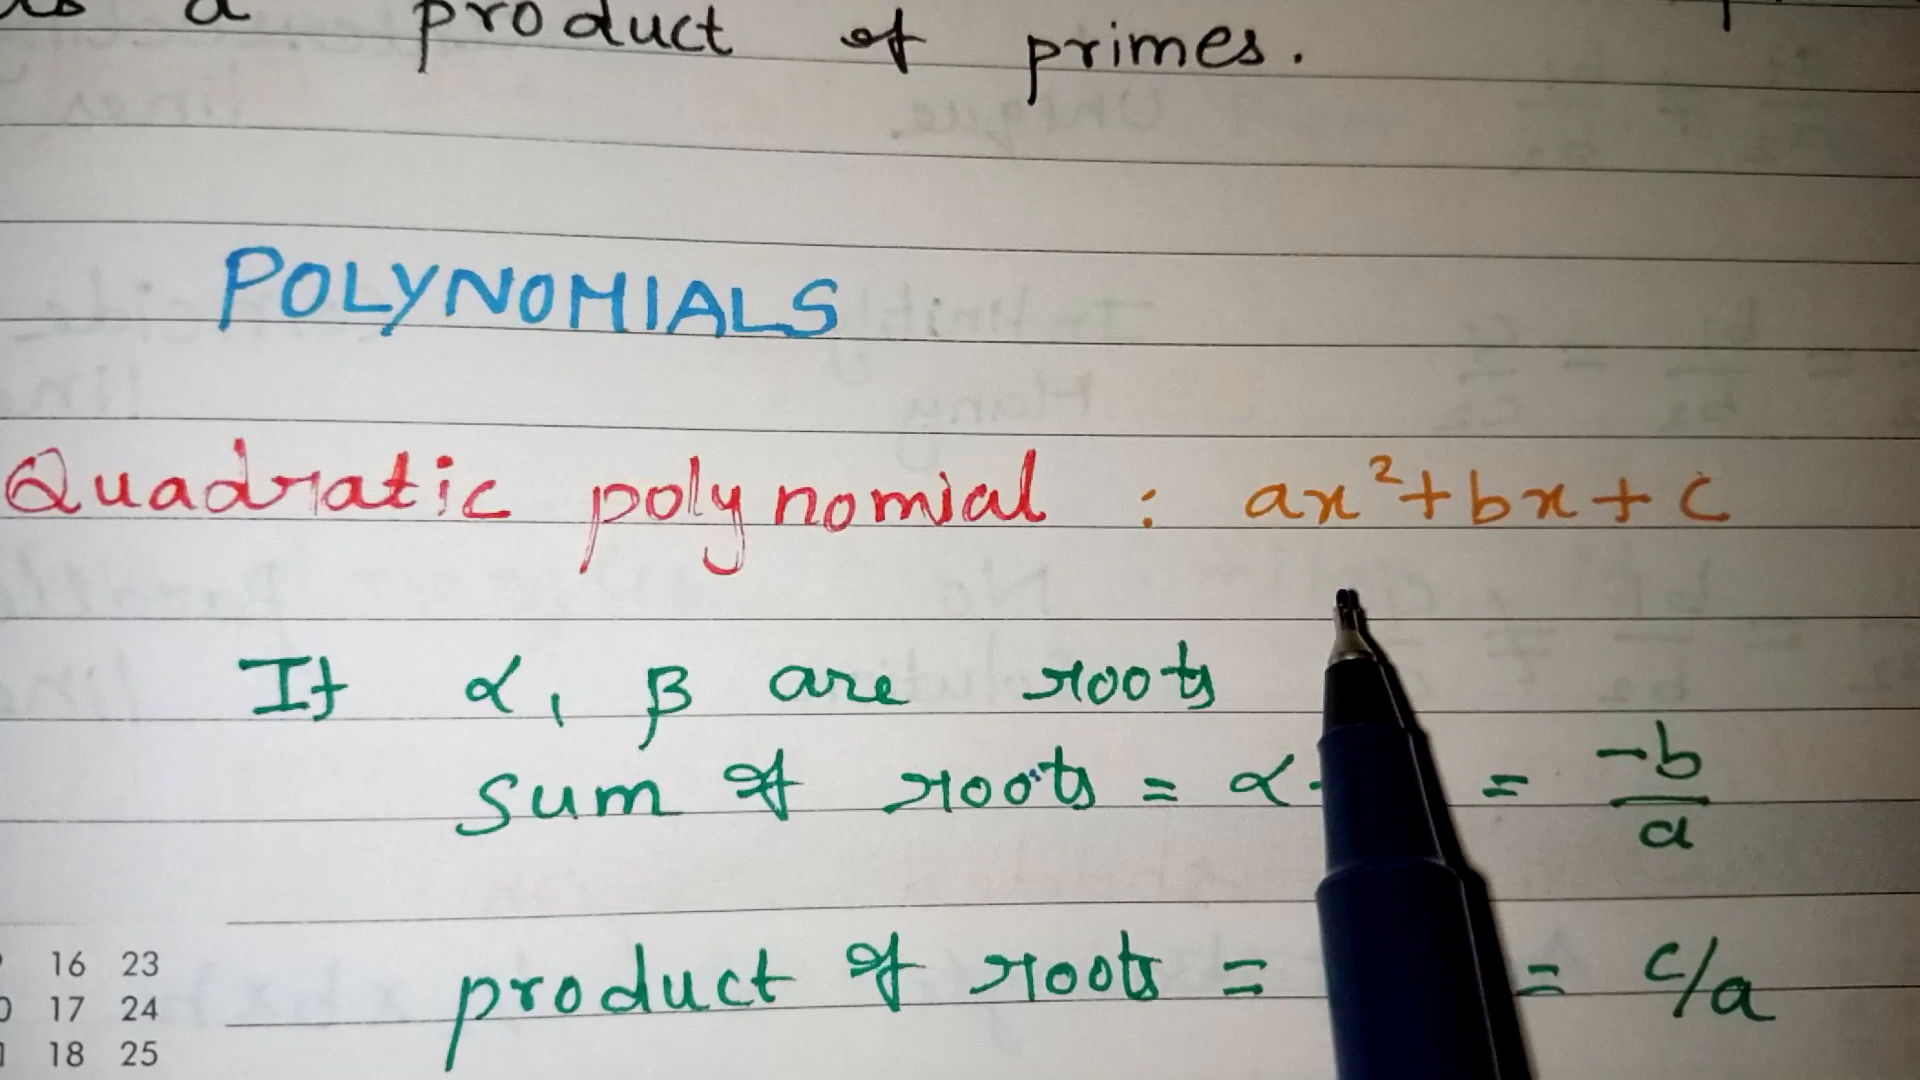 a product of primes.
POLYNOMIALS
Quadratic polynomial : ax²+bx+c
If α, β are roots
sum of roots = α = -b/a
product of roots = = c/a
16 23
17 24
18 25